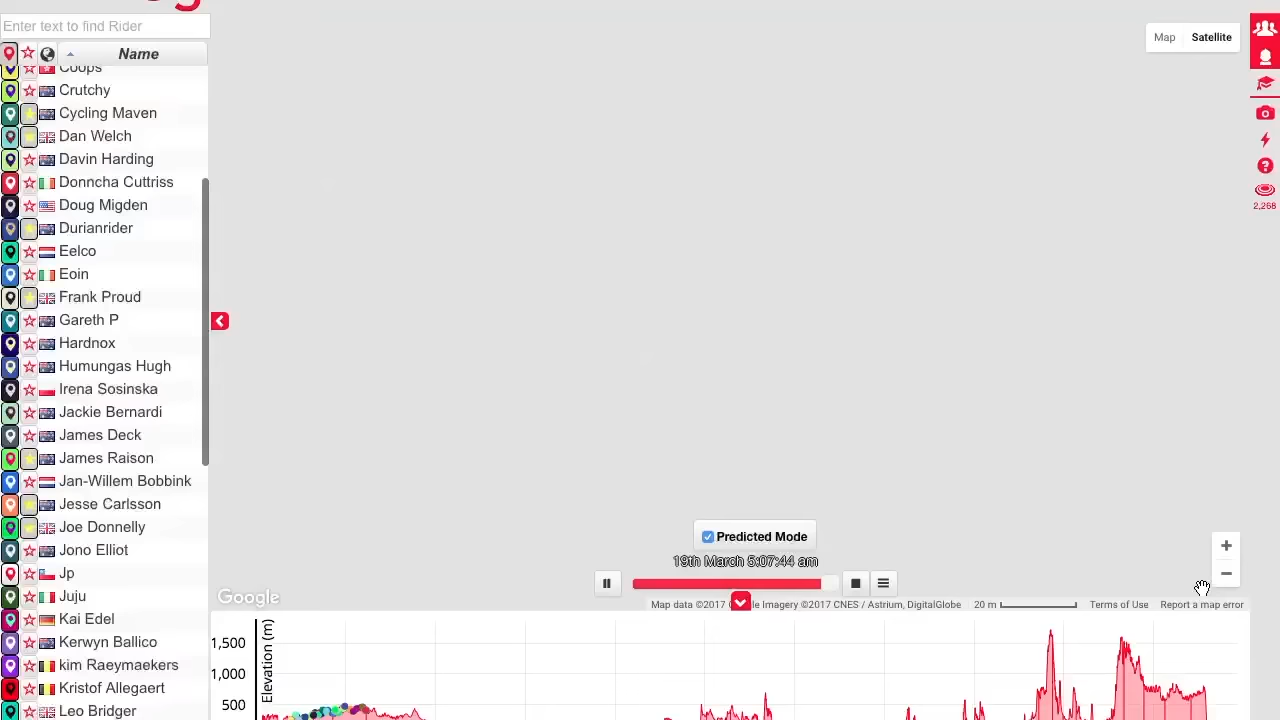 Enter text to find Rider
Name
Coops
Crutchy
Cycling Maven
Dan Welch
Davin Harding
Donncha Cuttriss
Doug Migden
Durianrider
Eelco
Eoin
Frank Proud
Gareth P
Hardnox
Humungas Hugh
Irena Sosinska
Jackie Bernardi
James Deck
James Raison
Jan-Willem Bobbink
Jesse Carlsson
Joe Donnelly
Jono Elliot
Jp
Juju
Kai Edel
Kerwyn Ballico
kim Raeymaekers
Kristof Allegaert
Leo Bridger
Map Satellite
2,268
Predicted Mode
19th March 5:07:44 am
Google
Map data ©2017 Imagery ©2017 CNES / Astrium, DigitalGlobe 20 m Terms of Use Report a map error
Elevation (m)
1,500
1,000
500